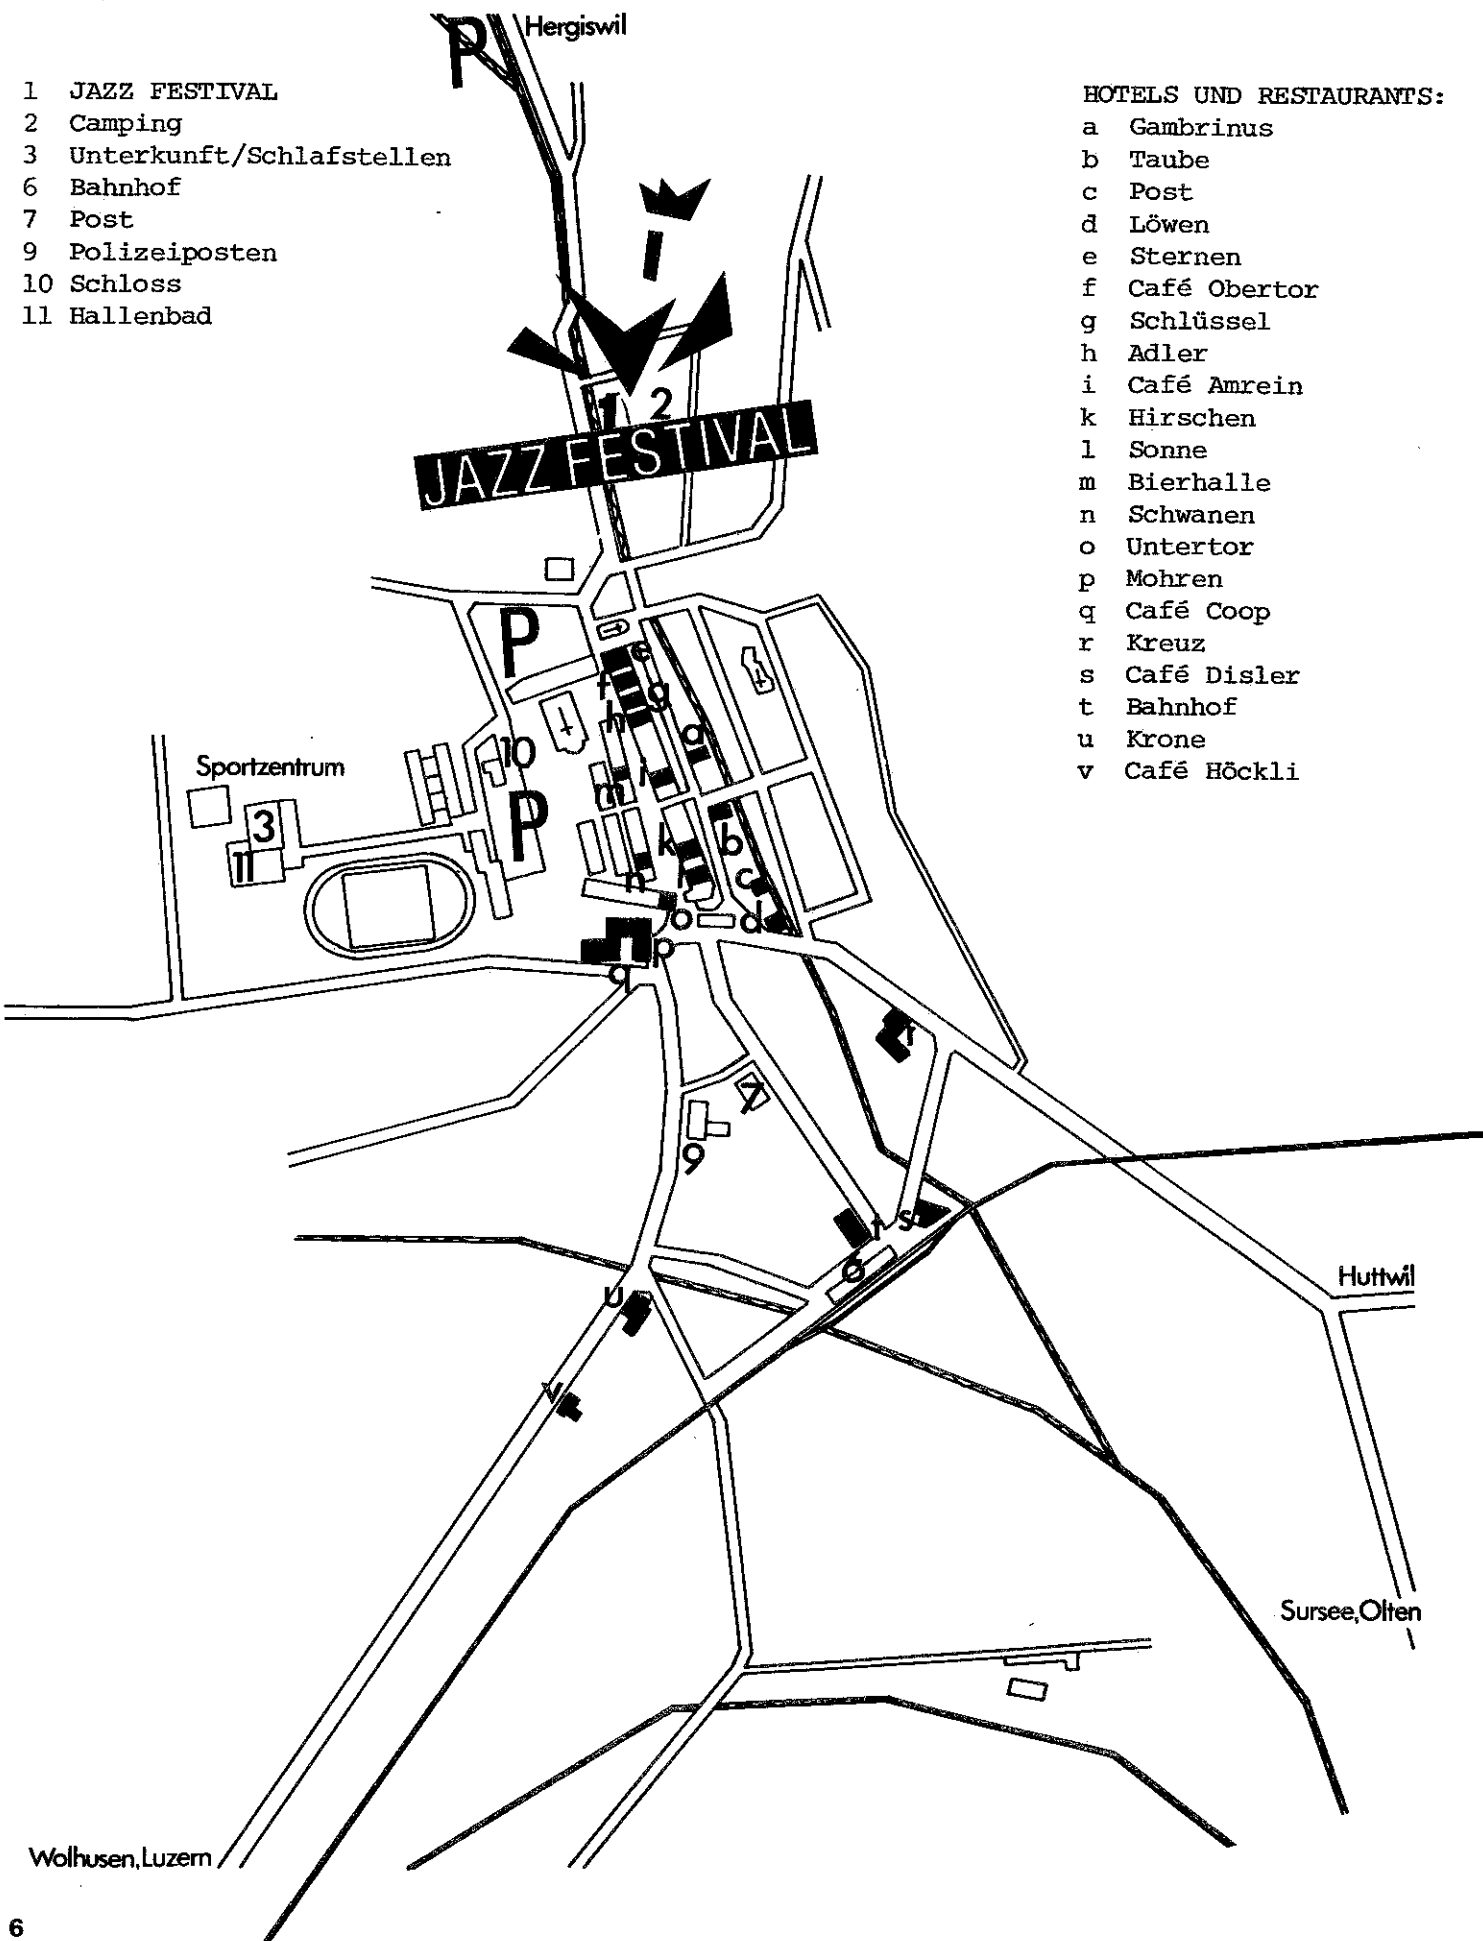 P
Hergiswil
1 JAZZ FESTIVAL
2 Camping
3 Unterkunft/Schlafstellen
6 Bahnhof
7 Post
9 Polizeiposten
10 Schloss
11 Hallenbad
HOTELS UND RESTAURANTS:
a Gambrinus
b Taube
c Post
d Löwen
e Sternen
f Café Obertor
g Schlüssel
h Adler
i Café Amrein
k Hirschen
l Sonne
m Bierhalle
n Schwanen
o Untertor
p Mohren
q Café Coop
r Kreuz
s Café Disler
t Bahnhof
u Krone
v Café Höckli
1 2
JAZZ FESTIVAL
P
e
f g
h
a
10
Sportzentrum
i
m
P
3
11
k b
n l c
o d
p
q
r
7
9
t s
6
u
Huttwil
v
Sursee,Olten
Wolhusen,Luzern
6